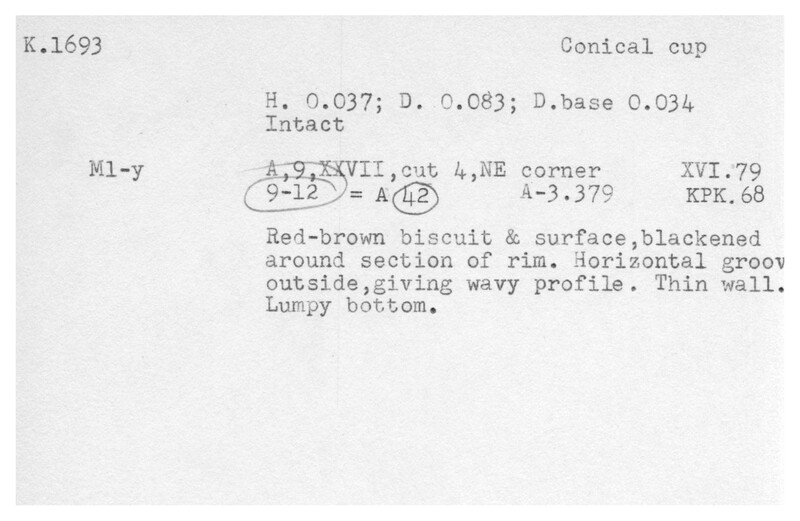 K.1693 Conical cup
H. 0.037; D. 0.083; D.base 0.034
Intact
Ml-y A,9,XXVII,cut 4,NE corner XVI.79
9-12 = A 42 A-3.379 KPK.68
Red-brown biscuit & surface,blackened
around section of rim. Horizontal groov
outside,giving wavy profile. Thin wall.
Lumpy bottom.